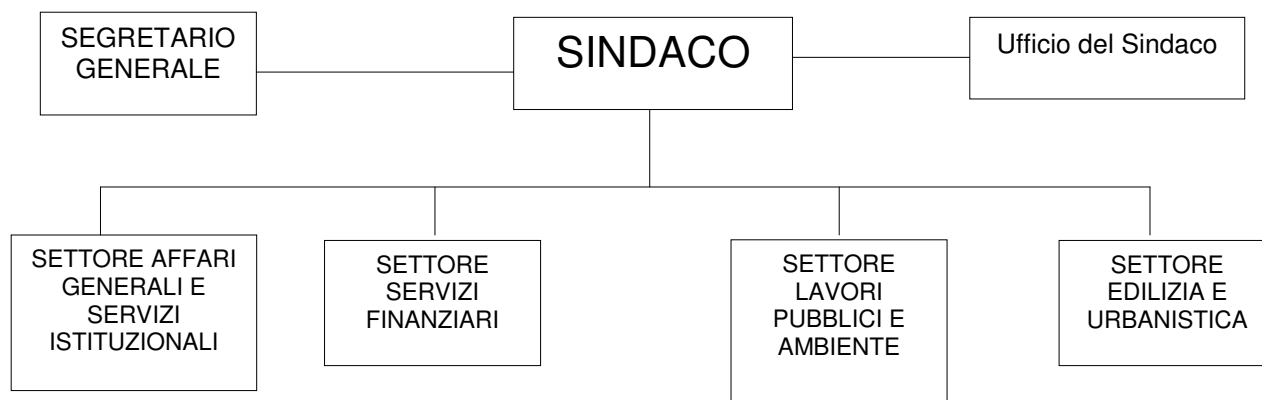 SEGRETARIO
GENERALE
SINDACO
Ufficio del Sindaco
SETTORE AFFARI
GENERALI E
SERVIZI
ISTITUZIONALI
SETTORE
SERVIZI
FINANZIARI
SETTORE
LAVORI
PUBBLICI E
AMBIENTE
SETTORE
EDILIZIA E
URBANISTICA